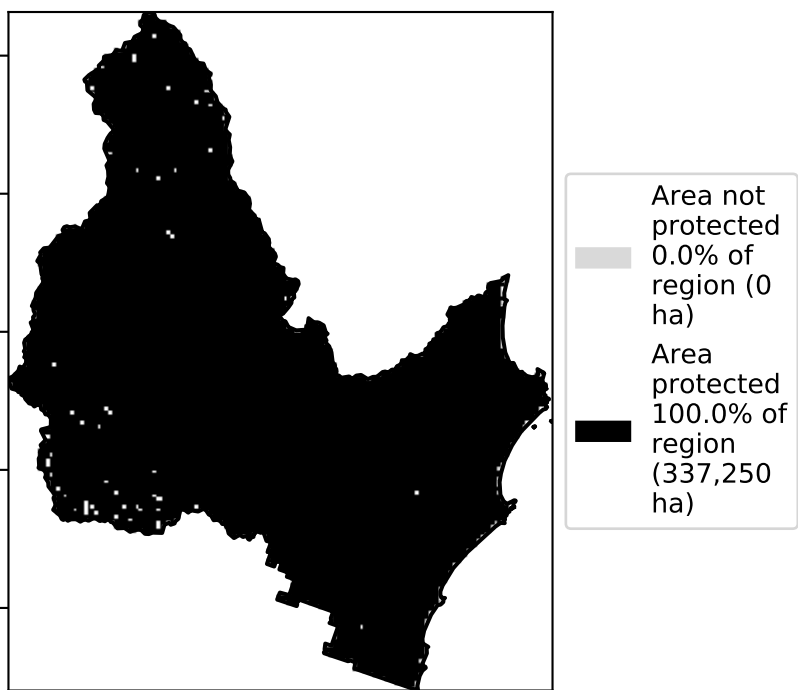 Area not
protected
0.0% of
region (0
ha)
Area
protected
100.0% of
region
(337,250
ha)